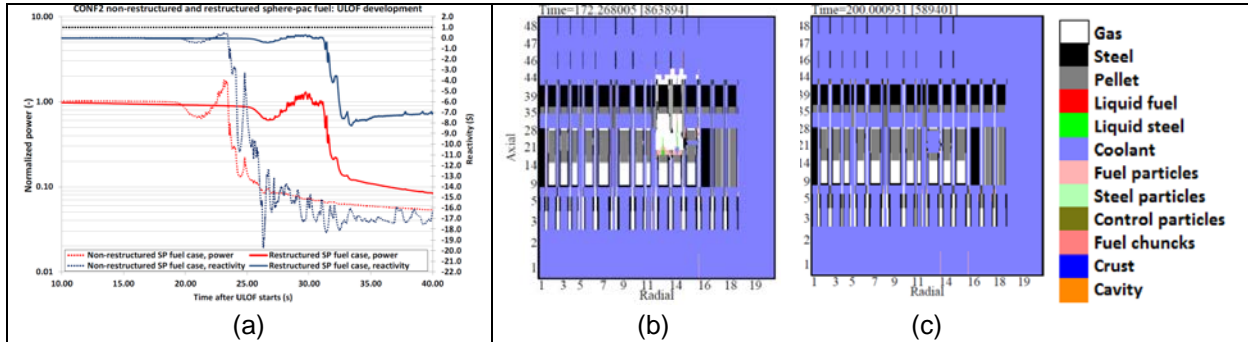 CONF2 non-restructured and restructured sphere-pac fuel: ULOF development
10.00
1.00
0.10
0.01
Normalized power (-)
2.0
1.0
0.0
-1.0
-2.0
-3.0
-4.0
-5.0
-6.0
-7.0
-8.0
-9.0
-10.0
-11.0
-12.0
-13.0
-14.0
-15.0
-16.0
-17.0
-18.0
-19.0
-20.0
-21.0
-22.0
Reactivity ($)
Non-restructured SP fuel case, power
Restructured SP fuel case, power
Non-restructured SP fuel case, reactivity
Restructured SP fuel case, reactivity
10.00 15.00 20.00 25.00 30.00 35.00 40.00
Time after ULOF starts (s)
(a)
Time=172.268005 [863894]
48
47
46
44
39
35
28
21
14
9
5
3
2
1
Axial
1 3 5 7 9 11 14 16 19
Radial
(b)
Time=200.000931 [589401]
48
47
46
44
39
35
28
21
14
9
5
3
2
1
1 3 5 7 9 11 14 16 19
Radial
(c)
Gas
Steel
Pellet
Liquid fuel
Liquid steel
Coolant
Fuel particles
Steel particles
Control particles
Fuel chuncks
Crust
Cavity